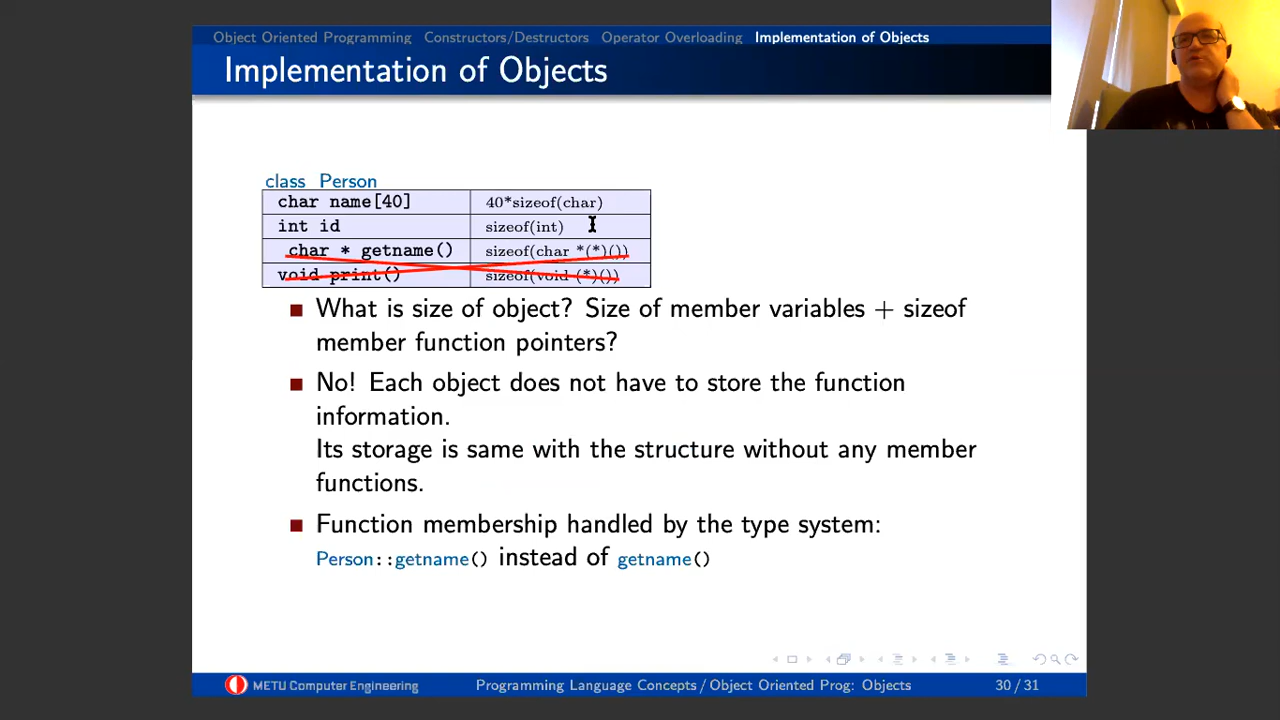 Object Oriented Programming Constructors/Destructors Operator Overloading Implementation of Objects
Implementation of Objects
class Person
char name[40] 40*sizeof(char)
int id sizeof(int)
char * getname() sizeof(char *(*)())
void print() sizeof(void (*)())
What is size of object? Size of member variables + sizeof
member function pointers?
No! Each object does not have to store the function
information.
Its storage is same with the structure without any member
functions.
Function membership handled by the type system:
Person::getname() instead of getname()
METU Computer Engineering Programming Language Concepts / Object Oriented Prog: Objects 30 / 31